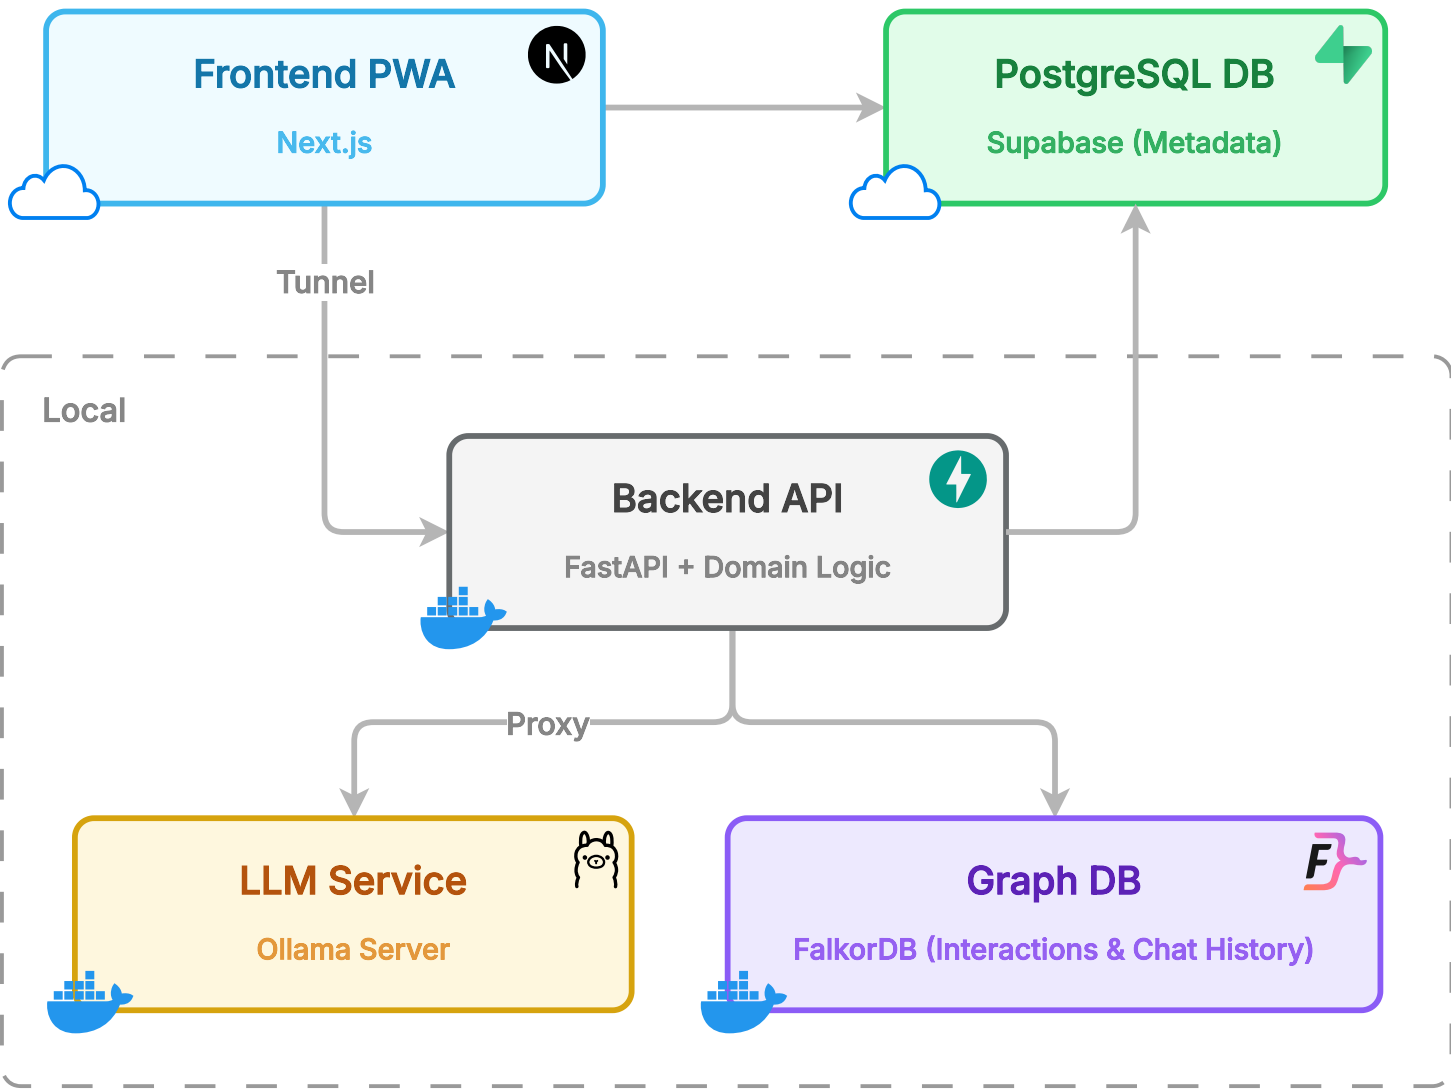 Frontend PWA
Next.js
PostgreSQL DB
Supabase (Metadata)
Tunnel
Local
Backend API
FastAPI + Domain Logic
Proxy
LLM Service
Ollama Server
Graph DB
FalkorDB (Interactions & Chat History)